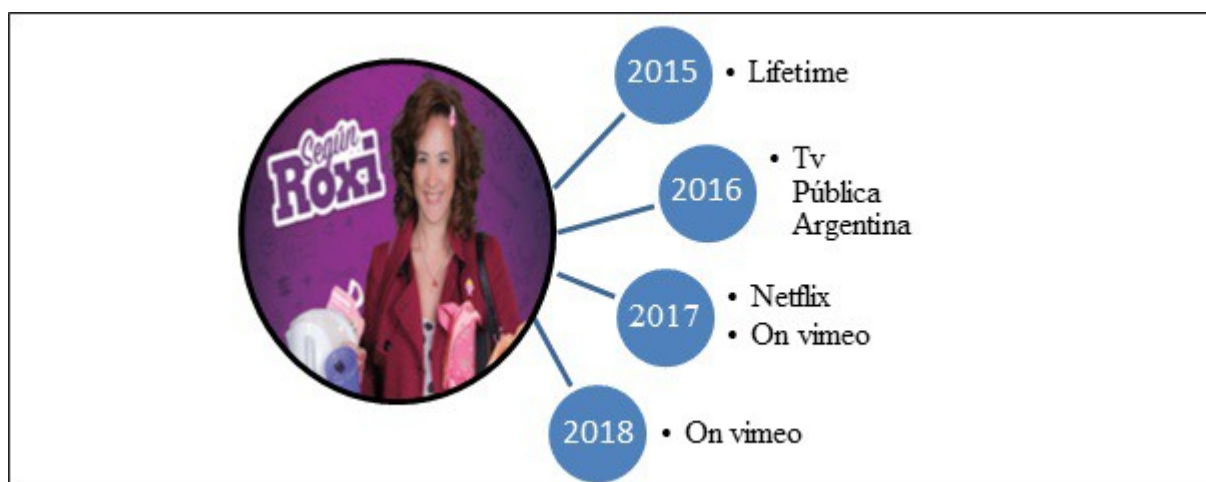 Según
Roxi
2015
• Lifetime
2016
• Tv
Pública
Argentina
2017
• Netflix
• On vimeo
2018
• On vimeo